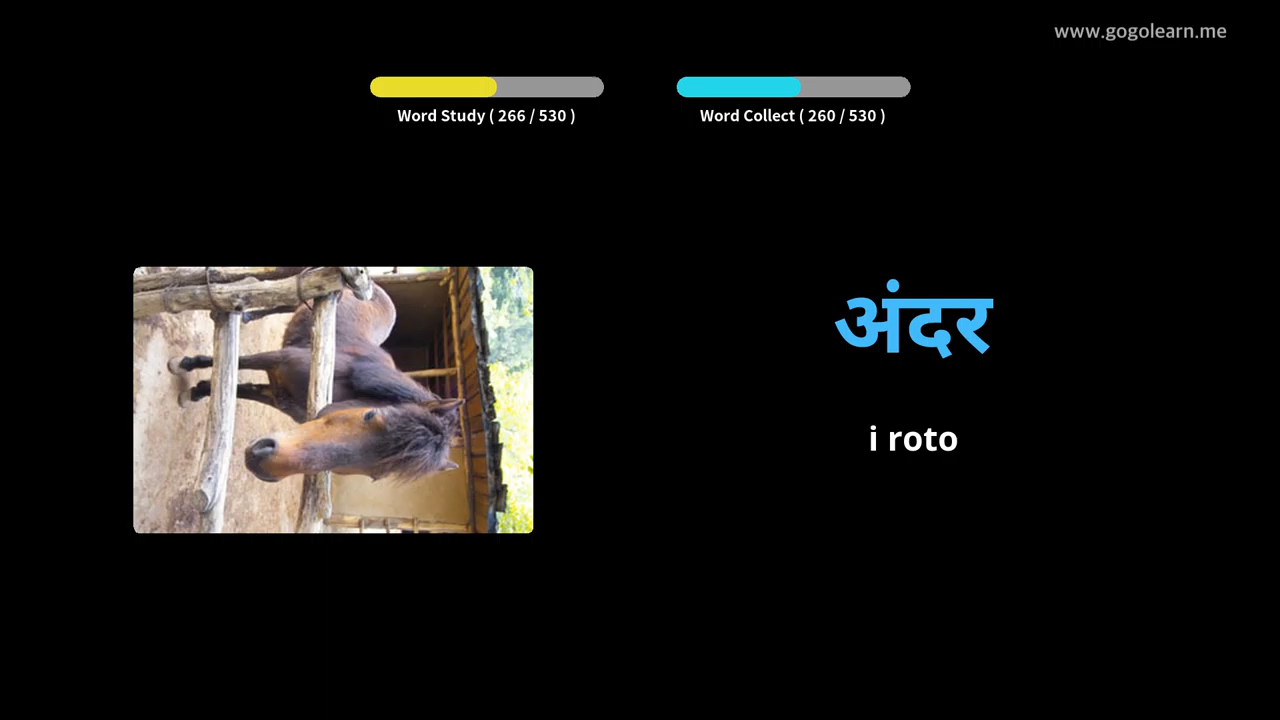 www.gogolearn.me
Word Study ( 266 / 530 )
Word Collect ( 260 / 530 )
अंदर
i roto